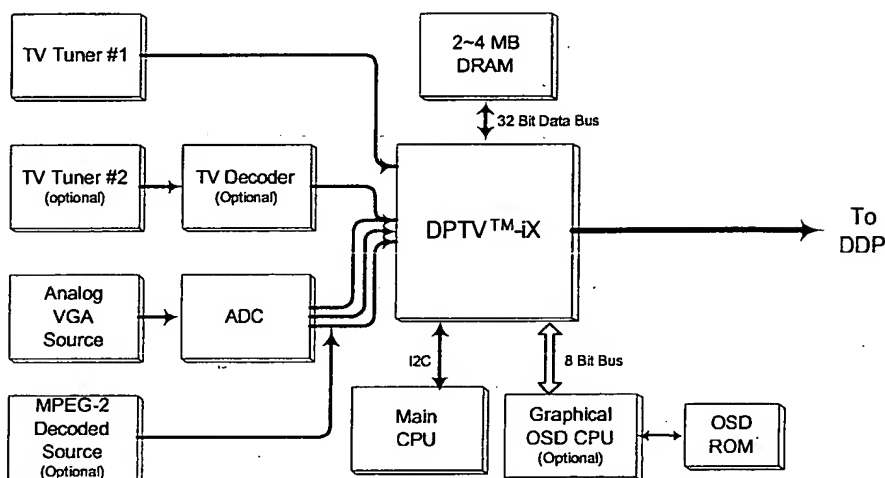 TV Tuner #1
2~4 MB
DRAM
32 Bit Data Bus
TV Tuner #2
(optional)
TV Decoder
(Optional)
DPTV™-iX
To
DDP
Analog
VGA
Source
ADC
I2C
8 Bit Bus
MPEG-2
Decoded
Source
(Optional)
Main
CPU
Graphical
OSD CPU
(Optional)
OSD
ROM